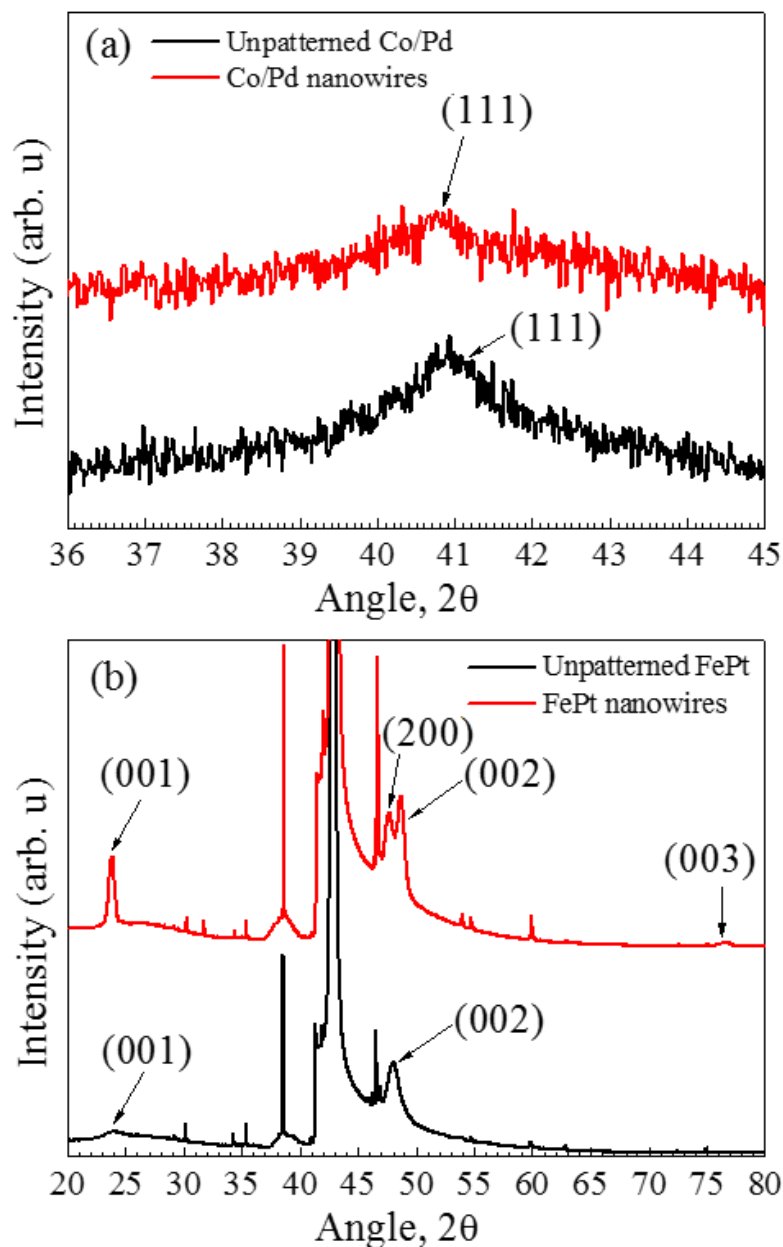 (a)
Unpatterned Co/Pd
Co/Pd nanowires
(111)
(111)
Intensity (arb. u)
36 37 38 39 40 41 42 43 44 45
Angle, 2θ
(b)
Unpatterned FePt
FePt nanowires
(200)
(001)
(002)
(003)
(002)
(001)
Intensity (arb. u)
20 25 30 35 40 45 50 55 60 65 70 75 80
Angle, 2θ